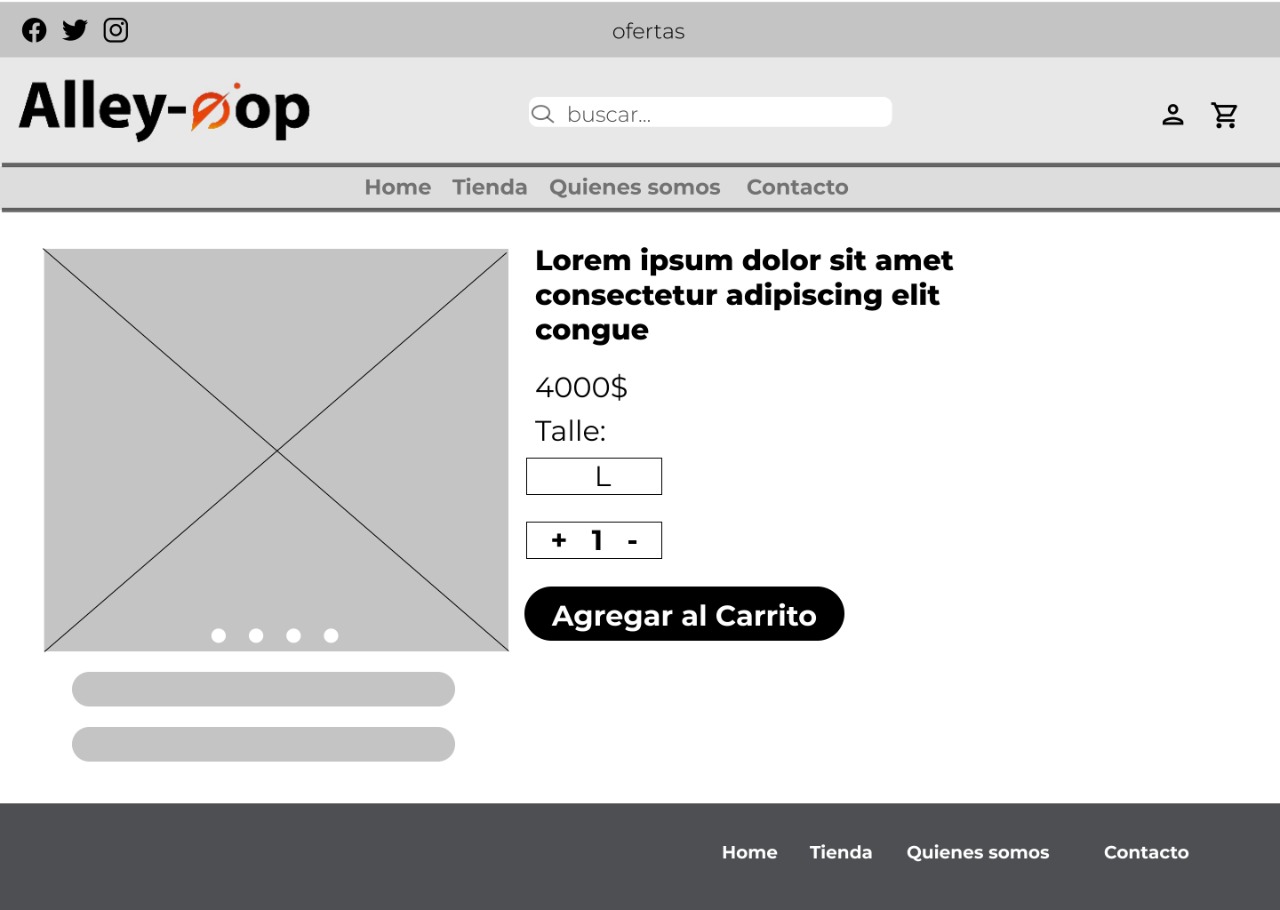 ofertas
Alley-oop
buscar...
Home Tienda Quienes somos Contacto
Lorem ipsum dolor sit amet
consectetur adipiscing elit
congue
4000$
Talle:
L
+ 1 -
Agregar al Carrito
Home Tienda Quienes somos Contacto